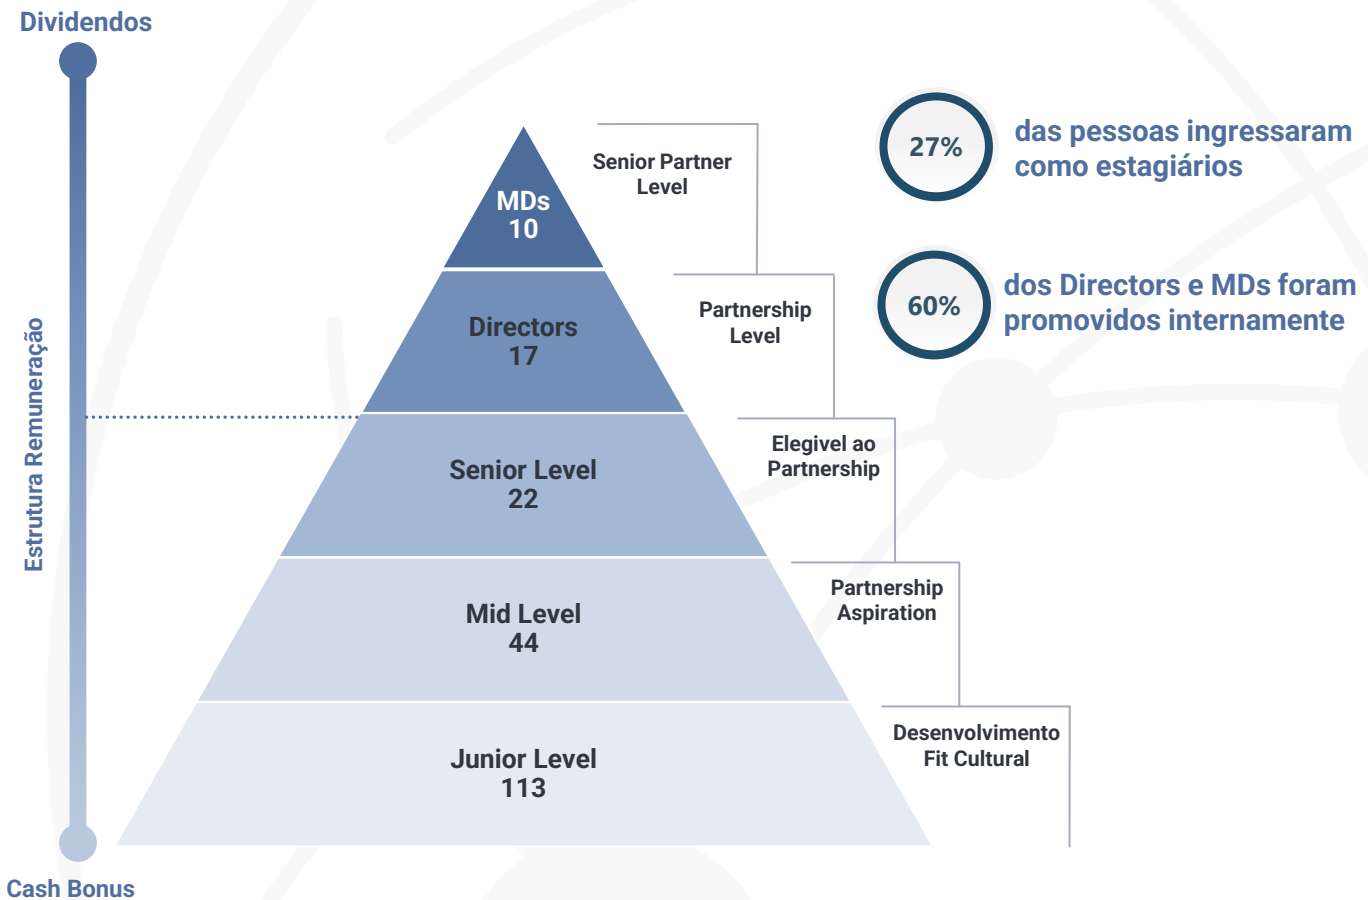 Dividendos
Estrutura Remuneração
Cash Bonus
MDs
10
Directors
17
Senior Level
22
Mid Level
44
Junior Level
113
Senior Partner
Level
Partnership
Level
Elegivel ao
Partnership
Partnership
Aspiration
Desenvolvimento
Fit Cultural
27%
das pessoas ingressaram
como estagiários
60%
dos Directors e MDs foram
promovidos internamente